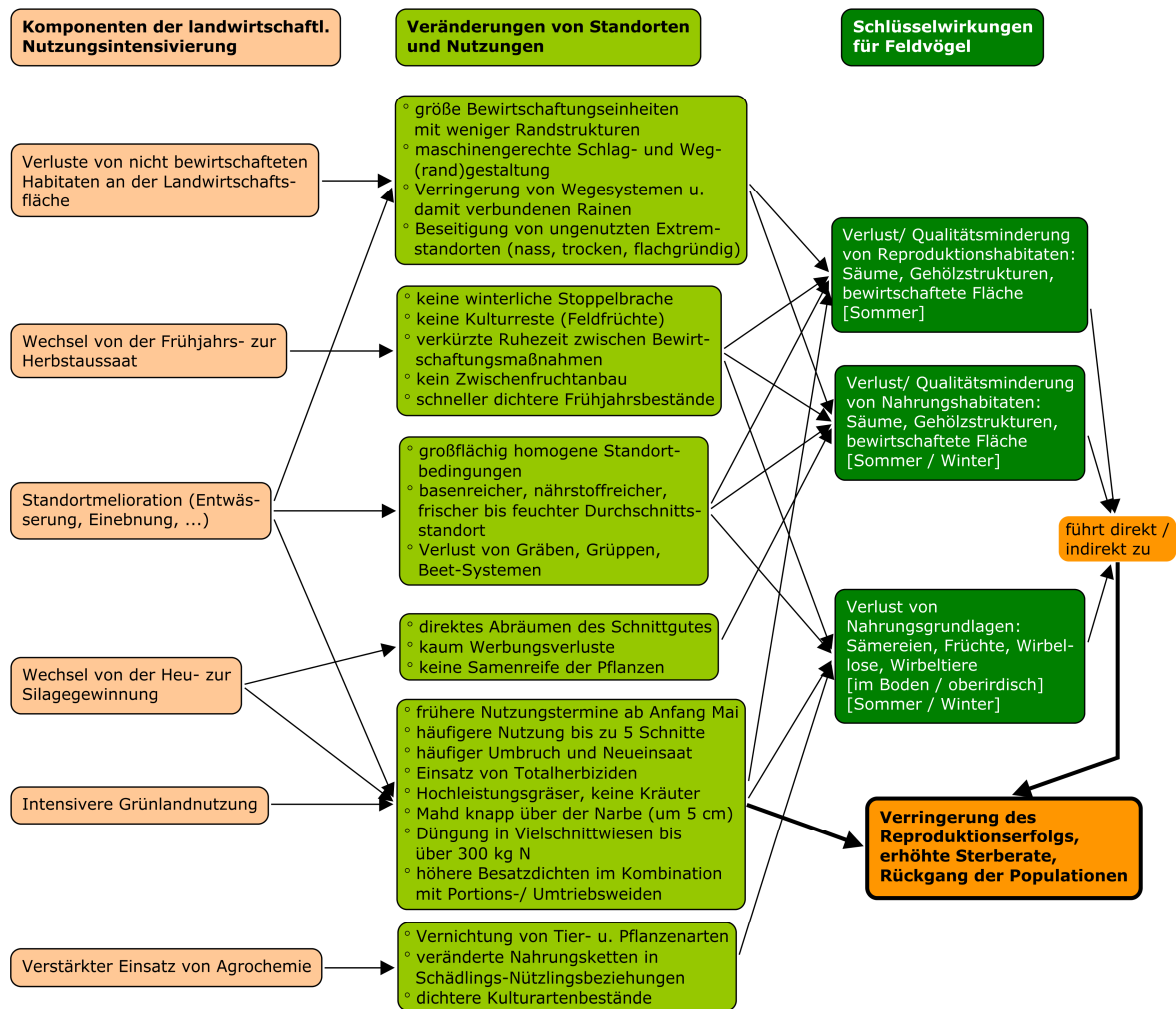 Komponenten der landwirtschaftl.
Nutzungsintensivierung
Verluste von nicht bewirtschafteten
Habitaten an der Landwirtschafts-
fläche
Wechsel von der Frühjahrs- zur
Herbstaussaat
Standortmelioration (Entwäs-
serung, Einebnung, ...)
Wechsel von der Heu- zur
Silagegewinnung
Intensivere Grünlandnutzung
Verstärkter Einsatz von Agrochemie
Veränderungen von Standorten
und Nutzungen
° größe Bewirtschaftungseinheiten
mit weniger Randstrukturen
° maschinengerechte Schlag- und Weg-
(rand)gestaltung
° Verringerung von Wegesystemen u.
damit verbundenen Rainen
° Beseitigung von ungenutzten Extrem-
standorten (nass, trocken, flachgründig)
° keine winterliche Stoppelbrache
° keine Kulturreste (Feldfrüchte)
° verkürzte Ruhezeit zwischen Bewirt-
schaftungsmaßnahmen
° kein Zwischenfruchtanbau
° schneller dichtere Frühjahrsbestände
° großflächig homogene Standort-
bedingungen
° basenreicher, nährstoffreicher,
frischer bis feuchter Durchschnitts-
standort
° Verlust von Gräben, Grüppen,
Beet-Systemen
° direktes Abräumen des Schnittgutes
° kaum Werbungsverluste
° keine Samenreife der Pflanzen
° frühere Nutzungstermine ab Anfang Mai
° häufigere Nutzung bis zu 5 Schnitte
° häufiger Umbruch und Neueinsaat
° Einsatz von Totalherbiziden
° Hochleistungsgräser, keine Kräuter
° Mahd knapp über der Narbe (um 5 cm)
° Düngung in Vielschnittwiesen bis
über 300 kg N
° höhere Besatzdichten im Kombination
mit Portions-/ Umtriebsweiden
° Vernichtung von Tier- u. Pflanzenarten
° veränderte Nahrungsketten in
Schädlings-Nützlingsbeziehungen
° dichtere Kulturartenbestände
Schlüsselwirkungen
für Feldvögel
Verlust/ Qualitätsminderung
von Reproduktionshabitaten:
Säume, Gehölzstrukturen,
bewirtschaftete Fläche
[Sommer]
Verlust/ Qualitätsminderung
von Nahrungshabitaten:
Säume, Gehölzstrukturen,
bewirtschaftete Fläche
[Sommer / Winter]
Verlust von
Nahrungsgrundlagen:
Sämereien, Früchte, Wirbel-
lose, Wirbeltiere
[im Boden / oberirdisch]
[Sommer / Winter]
führt direkt /
indirekt zu
Verringerung des
Reproduktionserfolgs,
erhöhte Sterberate,
Rückgang der Populationen